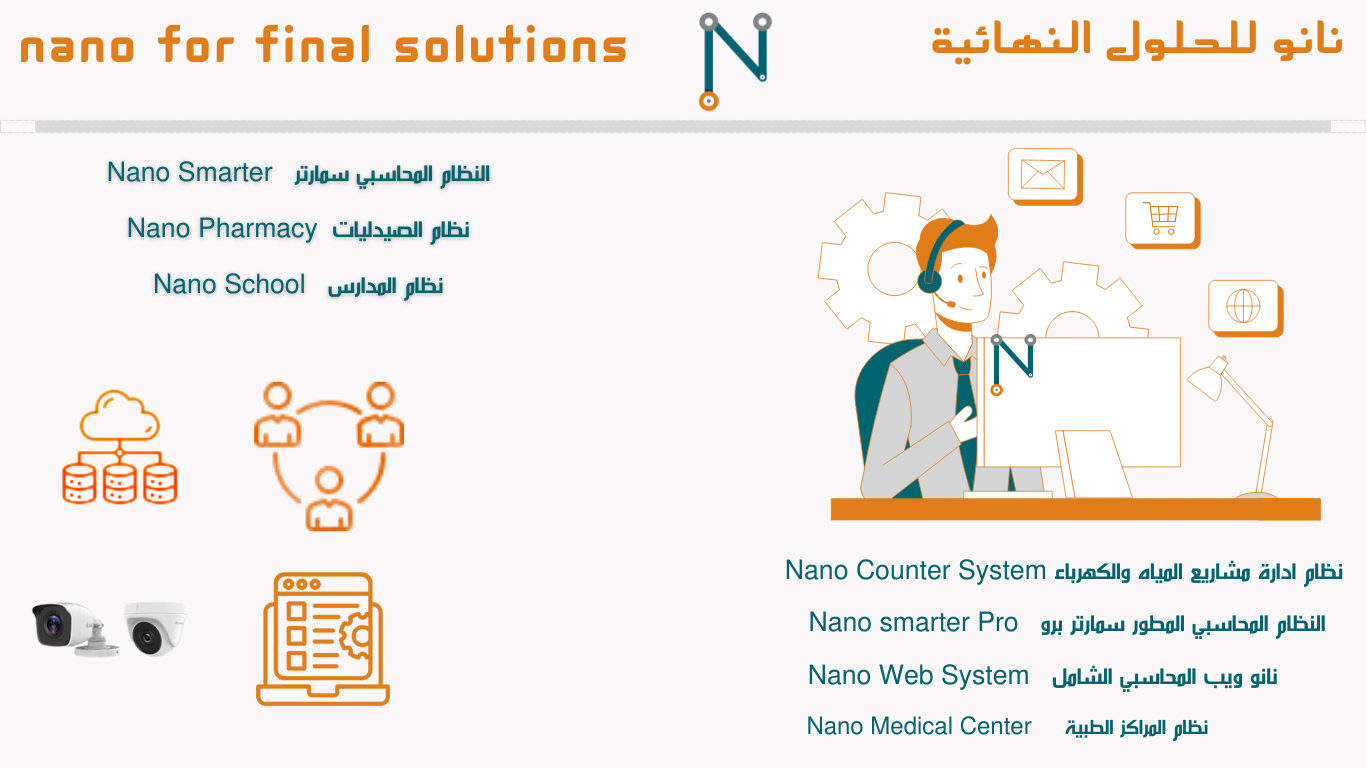 nano for final solutions
نانو للحلول النهائية
Nano Smarter النظام المحاسبي سمارتر
Nano Pharmacy نظام الصيدليات
Nano School نظام المدارس
Nano Counter System نظام ادارة مشاريع المياه والكهرباء
Nano smarter Pro النظام المحاسبي المطور سمارتر برو
Nano Web System نانو ويب المحاسبي الشامل
Nano Medical Center نظام المراكز الطبية